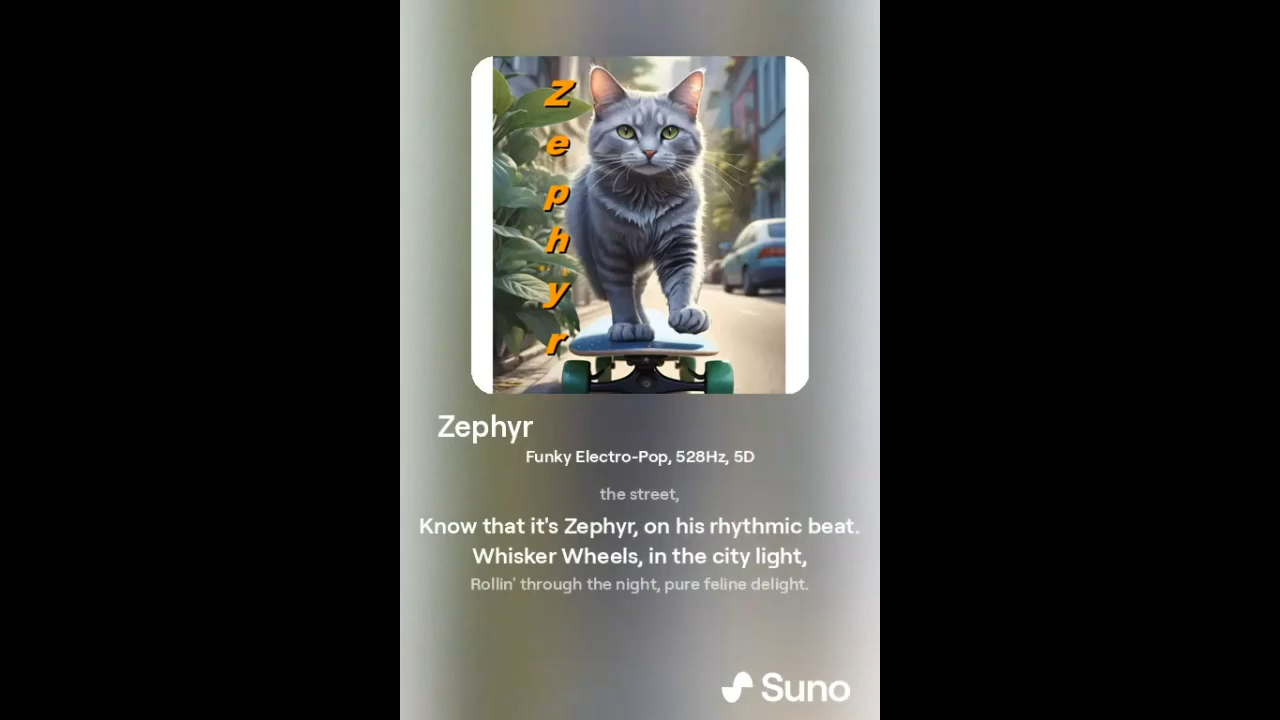 Zephyr
Zephyr
Funky Electro-Pop, 528Hz, 5D
the street,
Know that it's Zephyr, on his rhythmic beat.
Whisker Wheels, in the city light,
Rollin' through the night, pure feline delight.
Suno